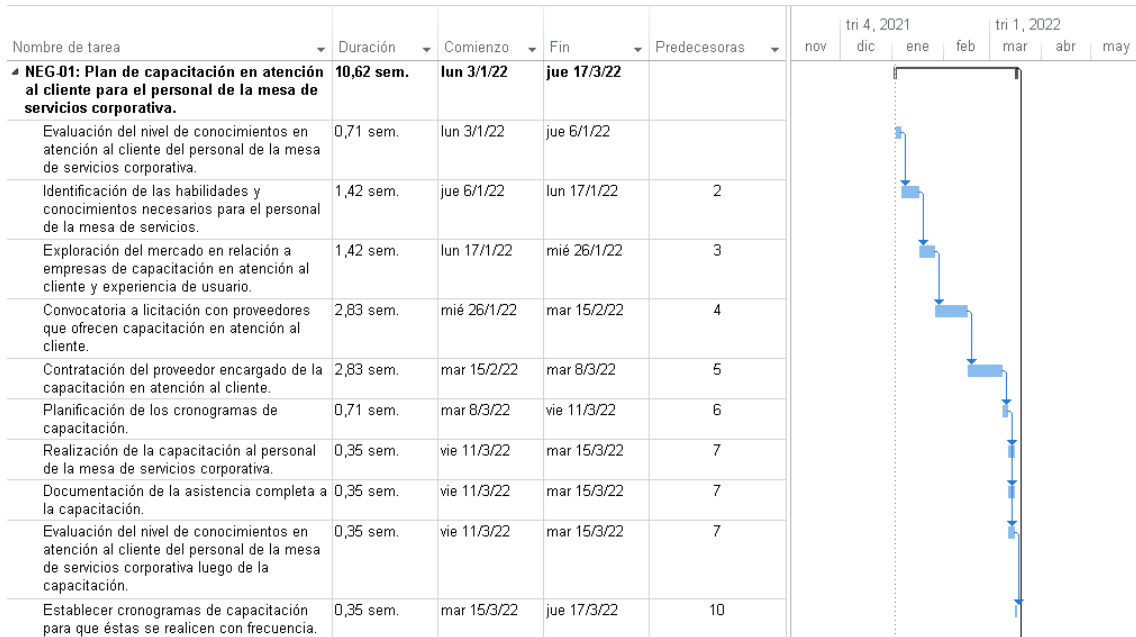 tri 4, 2021 tri 1, 2022
Nombre de tarea Duración Comienzo Fin Predecesoras nov dic ene feb mar abr may
NEG-01: Plan de capacitación en atención 10,62 sem. lun 3/1/22 jue 17/3/22
al cliente para el personal de la mesa de
servicios corporativa.
Evaluación del nivel de conocimientos en 0,71 sem. lun 3/1/22 jue 6/1/22
atención al cliente del personal de la mesa
de servicios corporativa.
Identificación de las habilidades y 1,42 sem. jue 6/1/22 lun 17/1/22 2
conocimientos necesarios para el personal
de la mesa de servicios.
Exploración del mercado en relación a 1,42 sem. lun 17/1/22 mié 26/1/22 3
empresas de capacitación en atención al
cliente y experiencia de usuario.
Convocatoria a licitación con proveedores 2,83 sem. mié 26/1/22 mar 15/2/22 4
que ofrecen capacitación en atención al
cliente.
Contratación del proveedor encargado de la 2,83 sem. mar 15/2/22 mar 8/3/22 5
capacitación en atención al cliente.
Planificación de los cronogramas de 0,71 sem. mar 8/3/22 vie 11/3/22 6
capacitación.
Realización de la capacitación al personal 0,35 sem. vie 11/3/22 mar 15/3/22 7
de la mesa de servicios corporativa.
Documentación de la asistencia completa a 0,35 sem. vie 11/3/22 mar 15/3/22 7
la capacitación.
Evaluación del nivel de conocimientos en 0,35 sem. vie 11/3/22 mar 15/3/22 7
atención al cliente del personal de la mesa
de servicios corporativa luego de la
capacitación.
Establecer cronogramas de capacitación 0,35 sem. mar 15/3/22 jue 17/3/22 10
para que éstas se realicen con frecuencia.